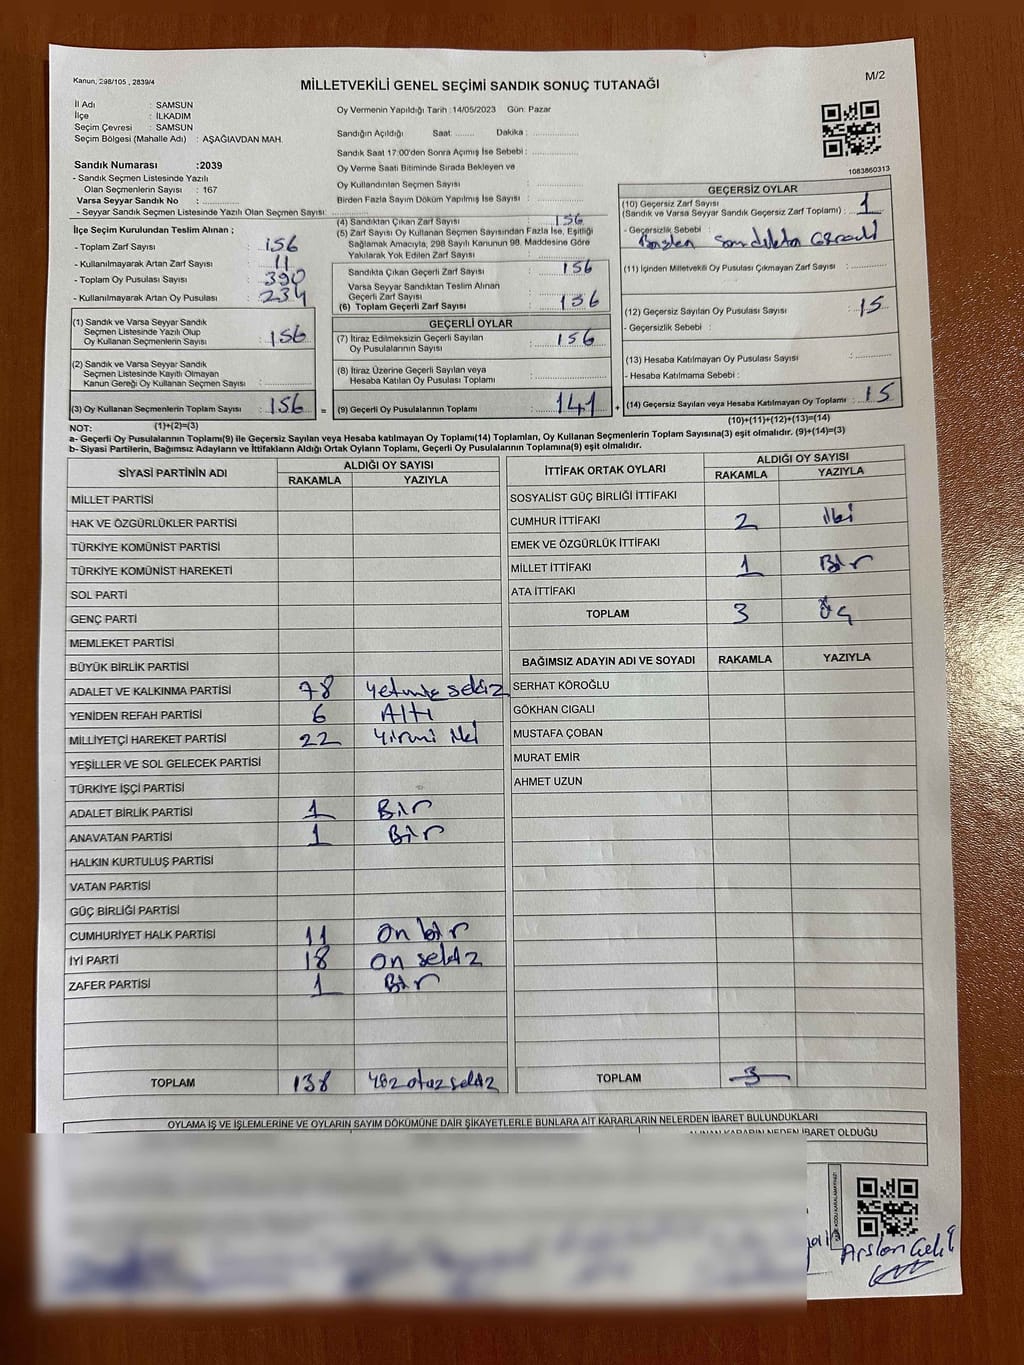 Kanun, 298/105 , 2839/4
MİLLETVEKİLİ GENEL SEÇİMİ SANDIK SONUÇ TUTANAĞI
M/2
İl Adı : SAMSUN
İlçe : İLKADIM
Seçim Çevresi : SAMSUN
Seçim Bölgesi (Mahalle Adı) : AŞAĞIAVDAN MAH.
Sandık Numarası :2039
- Sandık Seçmen Listesinde Yazılı
Olan Seçmenlerin Sayısı : 167
Varsa Seyyar Sandık No :
- Seyyar Sandık Seçmen Listesinde Yazılı Olan Seçmen Sayısı:
Oy Vermenin Yapıldığı Tarih : 14/05/2023 Gün: Pazar
Sandığın Açıldığı Saat: Dakika :
Sandık Saat 17:00'den Sonra Açımış İse Sebebi :
Oy Verme Saati Bitiminde Sırada Bekleyen ve
Oy Kullandırılan Seçmen Sayısı :
Birden Fazla Sayım Döküm Yapılmış İse Sayısı :
1083860313
İlçe Seçim Kurulundan Teslim Alınan ;
- Toplam Zarf Sayısı : 156
- Kullanılmayarak Artan Zarf Sayısı : 11
- Toplam Oy Pusulası Sayısı : 390
- Kullanılmayarak Artan Oy Pusulası : 234
(1) Sandık ve Varsa Seyyar Sandık
Seçmen Listesinde Yazılı Olup
Oy Kullanan Seçmenlerin Sayısı : 156
(2) Sandık ve Varsa Seyyar Sandık
Seçmen Listesinde Kayıtlı Olmayan
Kanun Gereği Oy Kullanan Seçmen Sayısı :
(3) Oy Kullanan Seçmenlerin Toplam Sayısı : 156 =
(4) Sandıktan Çıkan Zarf Sayısı : 156
(5) Zarf Sayısı Oy Kullanan Seçmen Sayısından Fazla İse, Eşitliği
Sağlamak Amacıyla, 298 Sayılı Kanunun 98. Maddesine Göre
Yakılarak Yok Edilen Zarf Sayısı :
Sandıkta Çıkan Geçerli Zarf Sayısı : 156
Varsa Seyyar Sandıktan Teslim Alınan
Geçerli Zarf Sayısı :
(6) Toplam Geçerli Zarf Sayısı : 156
GEÇERLİ OYLAR
(7) İtiraz Edilmeksizin Geçerli Sayılan
Oy Pusulalarının Sayısı : 156
(8) İtiraz Üzerine Geçerli Sayılan veya
Hesaba Katılan Oy Pusulası Toplamı :
(9) Geçerli Oy Pusulalarının Toplamı : 141 +
GEÇERSİZ OYLAR
(10) Geçersiz Zarf Sayısı
(Sandık ve Varsa Seyyar Sandık Geçersiz Zarf Toplamı) : 1
- Geçersizlik Sebebi :
(11) İçinden Milletvekili Oy Pusulası Çıkmayan Zarf Sayısı :
(12) Geçersiz Sayılan Oy Pusulası Sayısı : 15
- Geçersizlik Sebebi :
(13) Hesaba Katılmayan Oy Pusulası Sayısı :
- Hesaba Katılmama Sebebi :
(14) Geçersiz Sayılan veya Hesaba Katılmayan Oy Toplamı : 15
NOT: (1)+(2)=(3)
(10)+(11)+(12)+(13)=(14)
a- Geçerli Oy Pusulalarının Toplamı(9) ile Geçersiz Sayılan veya Hesaba katılmayan Oy Toplamı(14) Toplamları, Oy Kullanan Seçmenlerin Toplam Sayısına(3) eşit olmalıdır. (9)+(14)=(3)
b- Siyasi Partilerin, Bağımsız Adayların ve İttifakların Aldığı Ortak Oyların Toplamı, Geçerli Oy Pusulalarının Toplamına(9) eşit olmalıdır.
SİYASİ PARTİNİN ADI ALDIĞI OY SAYISI
RAKAMLA YAZIYLA
MİLLET PARTİSİ
HAK VE ÖZGÜRLÜKLER PARTİSİ
TÜRKİYE KOMÜNİST PARTİSİ
TÜRKİYE KOMÜNİST HAREKETİ
SOL PARTİ
GENÇ PARTİ
MEMLEKET PARTİSİ
BÜYÜK BİRLİK PARTİSİ
ADALET VE KALKINMA PARTİSİ 78 Yetmiş sekiz
YENİDEN REFAH PARTİSİ 6 Altı
MİLLİYETÇİ HAREKET PARTİSİ 22 Yirmi iki
YEŞİLLER VE SOL GELECEK PARTİSİ
TÜRKİYE İŞÇİ PARTİSİ
ADALET BİRLİK PARTİSİ 1 Bir
ANAVATAN PARTİSİ 1 Bir
HALKIN KURTULUŞ PARTİSİ
VATAN PARTİSİ
GÜÇ BİRLİĞİ PARTİSİ
CUMHURİYET HALK PARTİSİ 11 On bir
İYİ PARTİ 18 On sekiz
ZAFER PARTİSİ 1 Bir
TOPLAM 138 Yüz otuz sekiz
İTTİFAK ORTAK OYLARI ALDIĞI OY SAYISI
RAKAMLA YAZIYLA
SOSYALİST GÜÇ BİRLİĞİ İTTİFAKI
CUMHUR İTTİFAKI 2 iki
EMEK VE ÖZGÜRLÜK İTTİFAKI
MİLLET İTTİFAKI 1 Bir
ATA İTTİFAKI
TOPLAM 3 Üç
BAĞIMSIZ ADAYIN ADI VE SOYADI RAKAMLA YAZIYLA
SERHAT KÖROĞLU
GÖKHAN CIGALI
MUSTAFA ÇOBAN
MURAT EMİR
AHMET UZUN
TOPLAM 3
OYLAMA İŞ VE İŞLEMLERİNE VE OYLARIN SAYIM DÖKÜMÜNE DAİR ŞİKAYETLERLE BUNLARA AİT KARARLARIN NELERDEN İBARET BULUNDUKLARI
ALINAN KARARIN NEDEN İBARET OLDUĞU